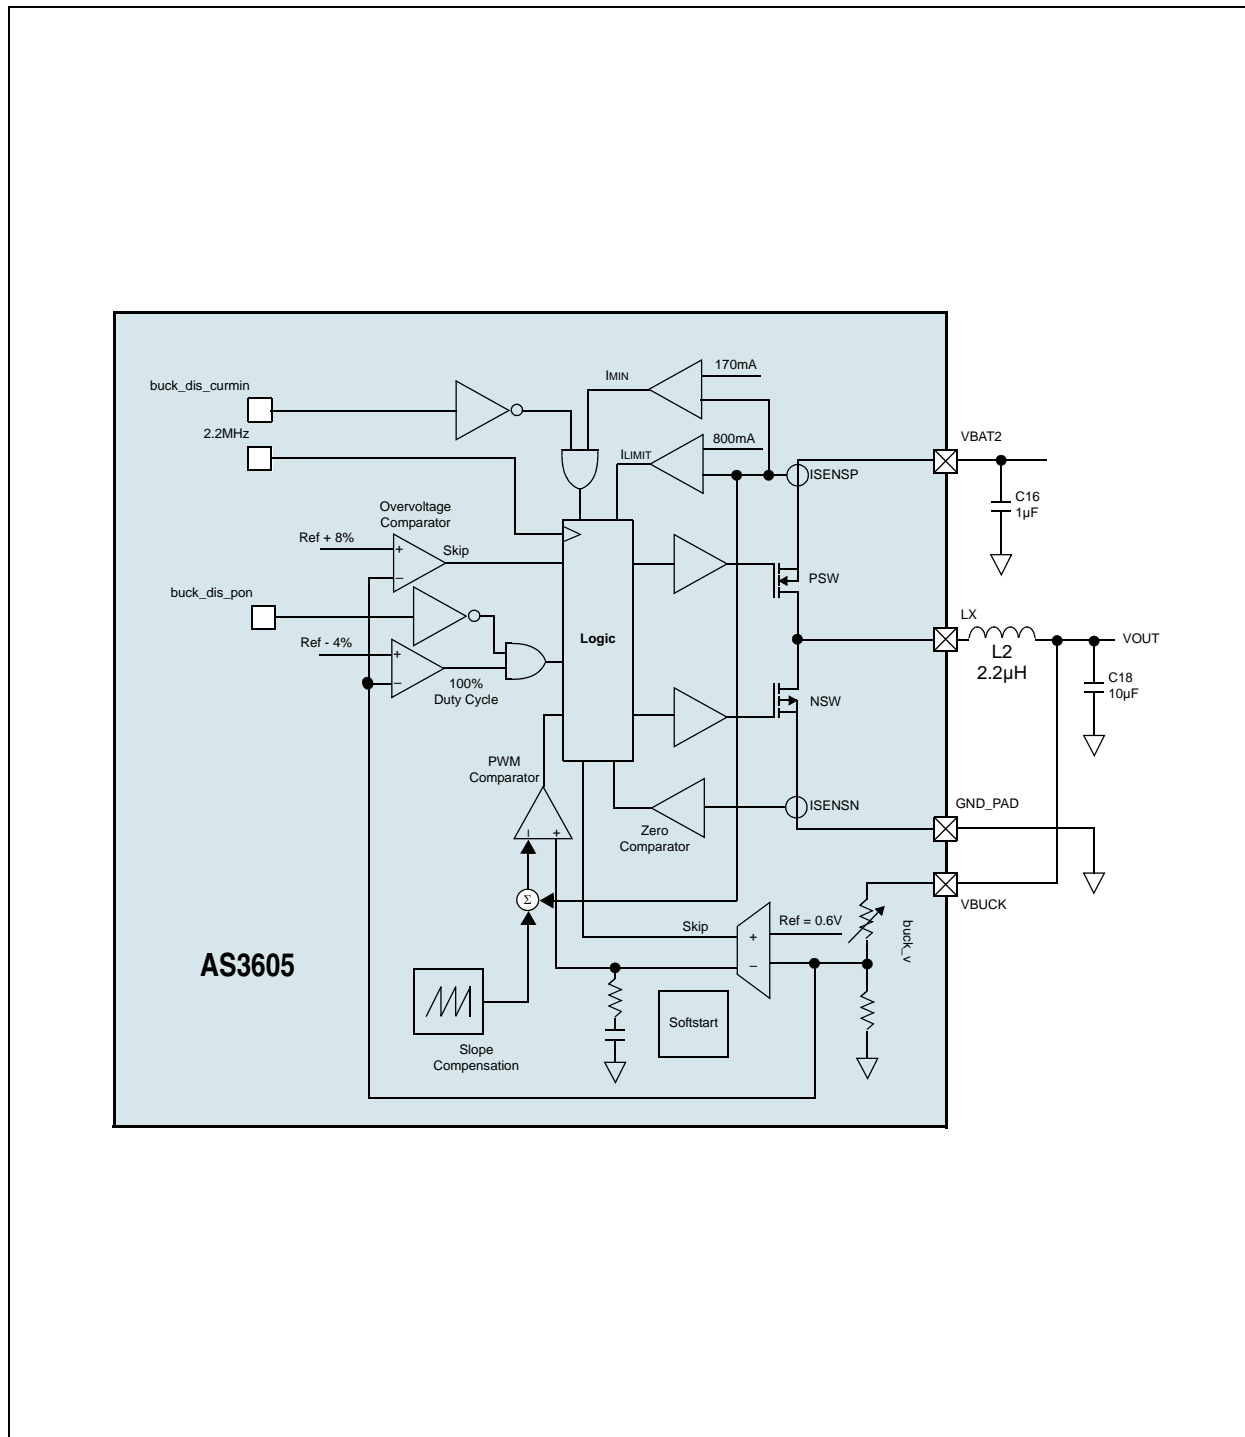 buck_dis_curmin
2.2MHz
IMIN
170mA
ILIMIT
800mA
ISENSP
VBAT2
C16
1µF
Overvoltage
Comparator
Ref + 8%
+
−
Skip
buck_dis_pon
Ref - 4%
+
−
100%
Duty Cycle
Logic
PSW
LX
L2
2.2µH
VOUT
C18
10µF
NSW
PWM
Comparator
−
+
Zero
Comparator
ISENSN
GND_PAD
VBUCK
Σ
Skip
+
−
Ref = 0.6V
buck_v
AS3605
Softstart
Slope
Compensation